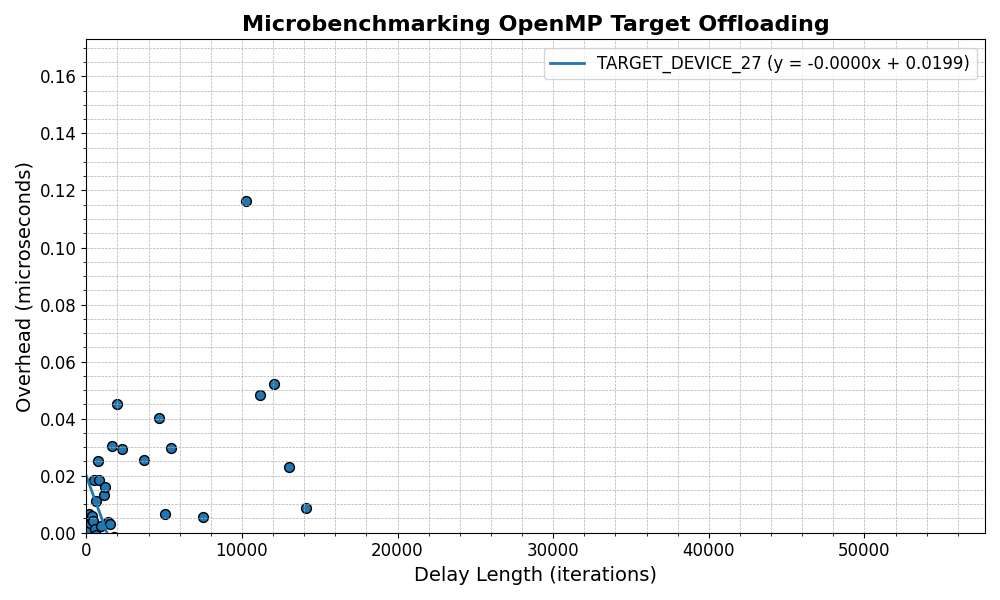 Microbenchmarking OpenMP Target Offloading
TARGET_DEVICE_27 (y = -0.0000x + 0.0199)
Overhead (microseconds)
0.16
0.14
0.12
0.10
0.08
0.06
0.04
0.02
0.00
0 10000 20000 30000 40000 50000
Delay Length (iterations)